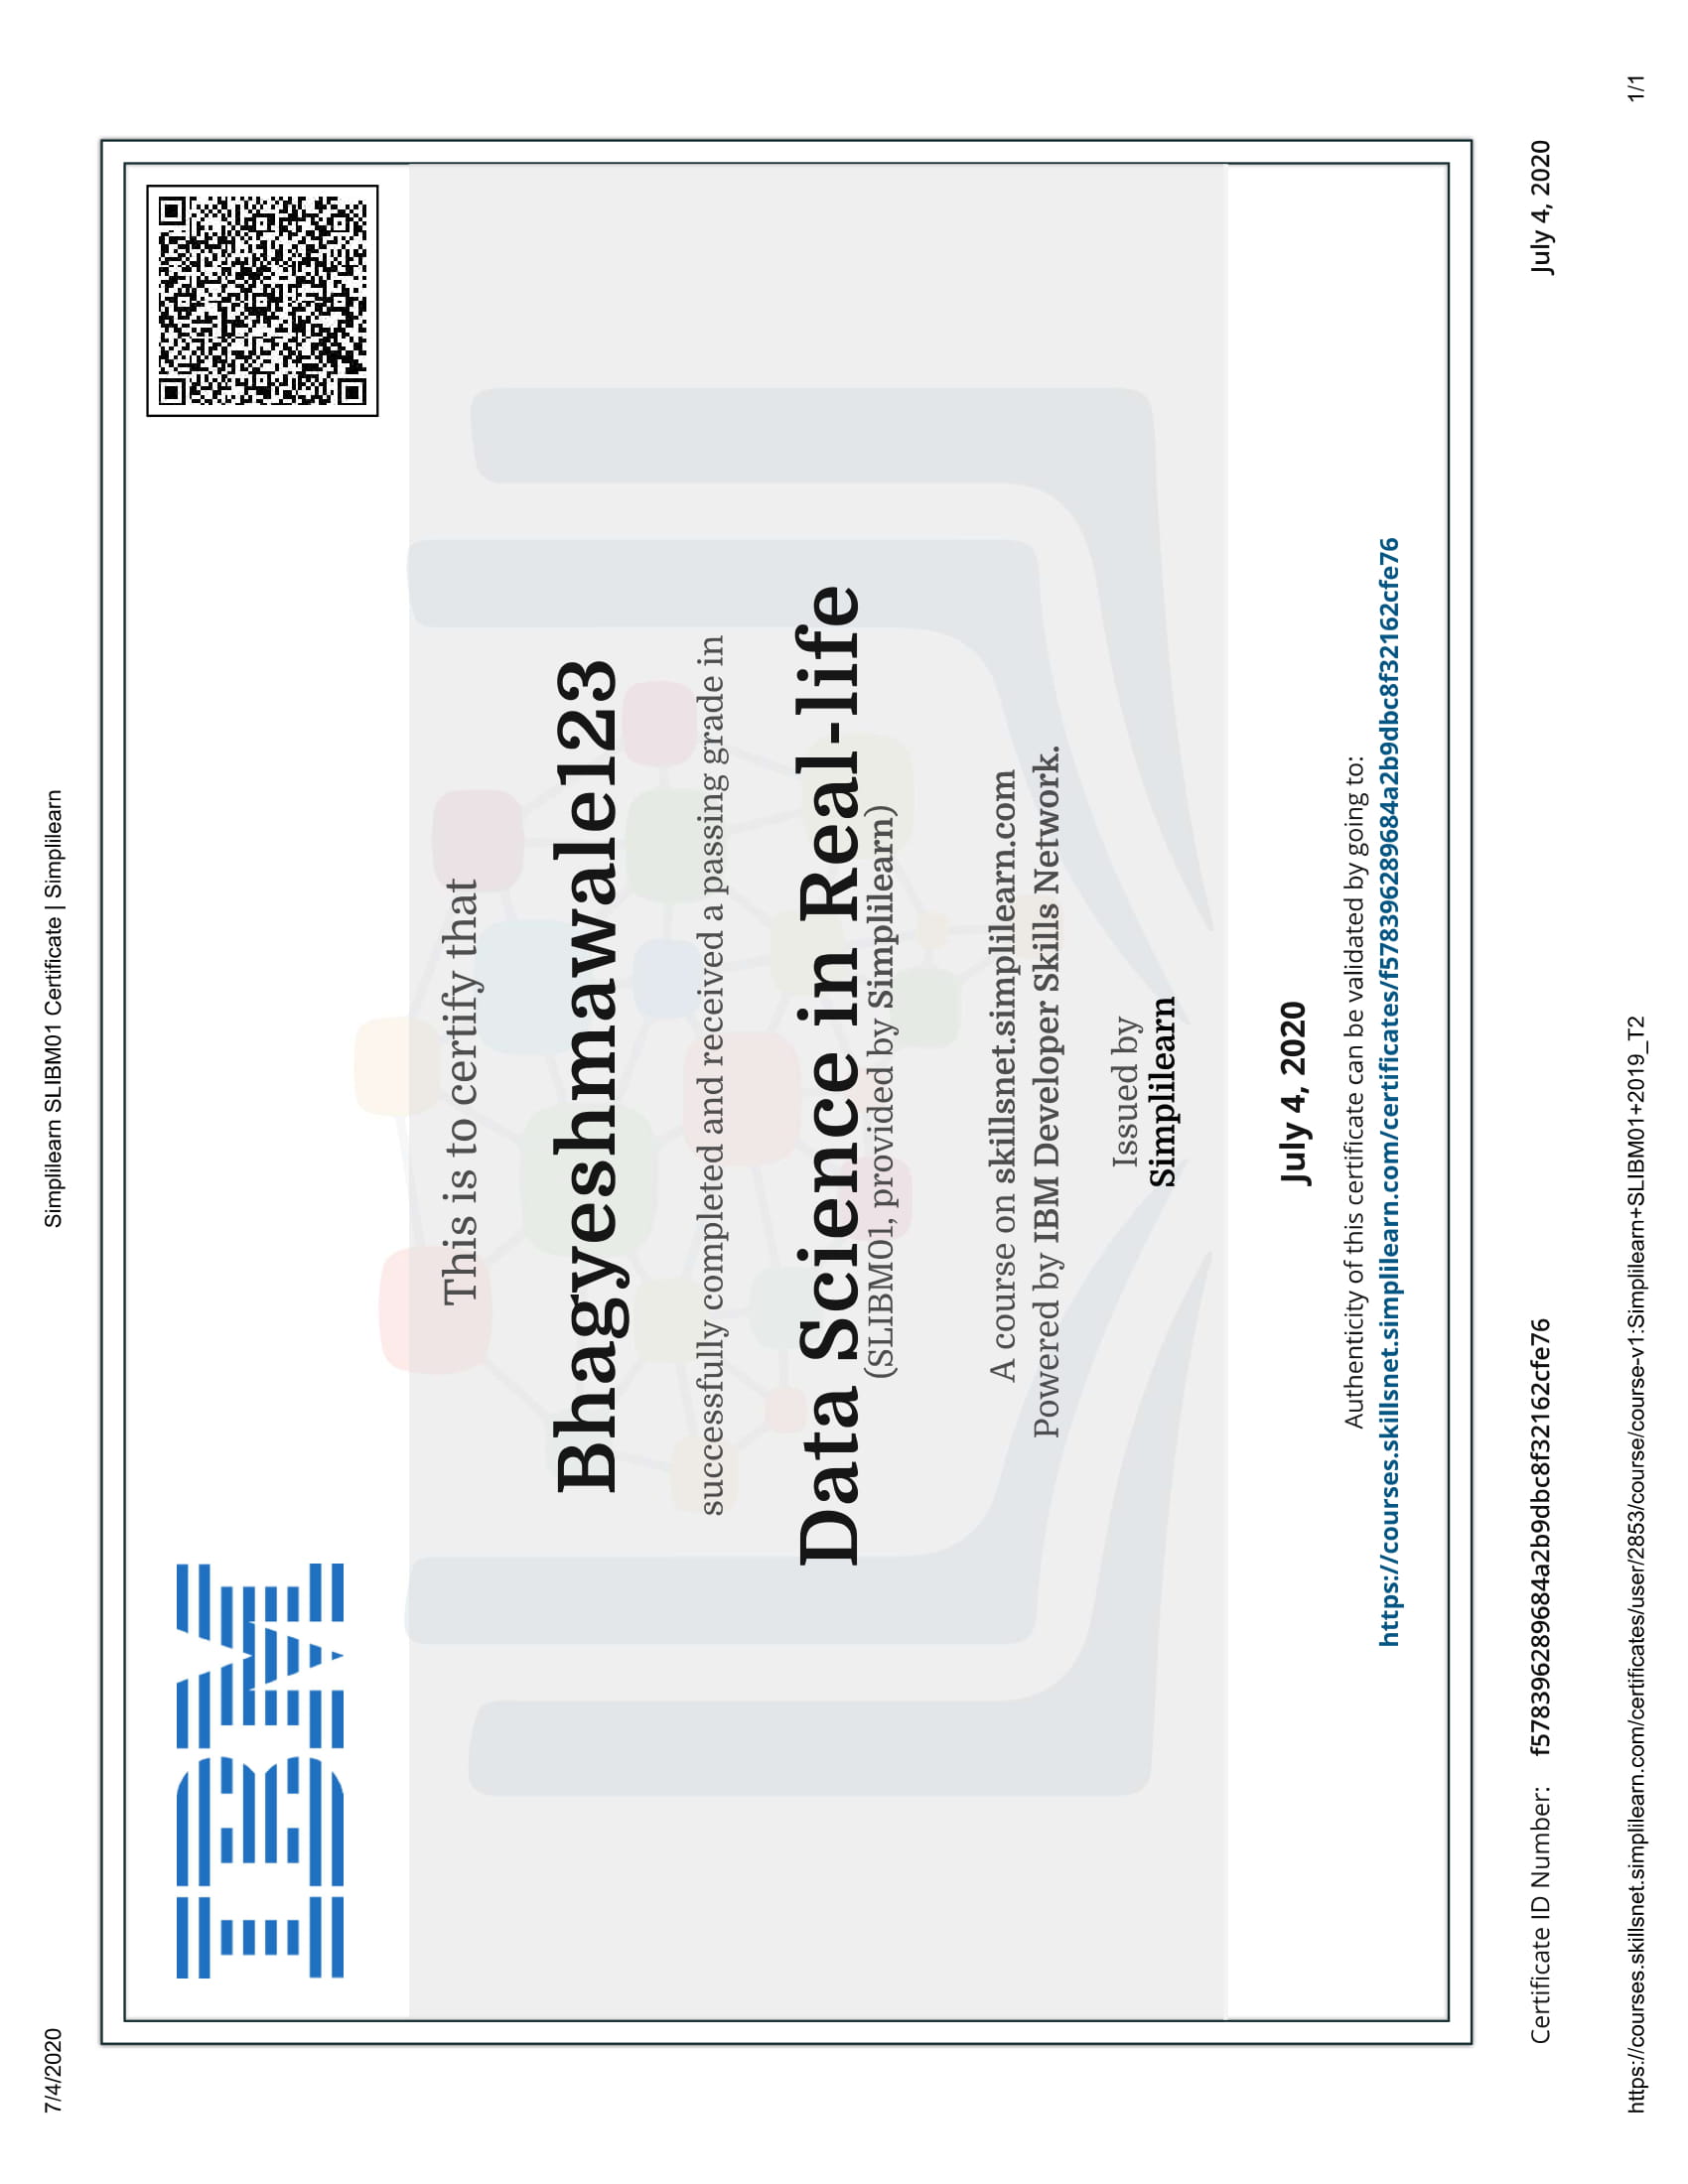 7/4/2020
Simplilearn SLIBM01 Certificate | Simplilearn
IBM
This is to certify that
Bhagyeshmawale123
successfully completed and received a passing grade in
Data Science in Real-life
(SLIBM01, provided by Simplilearn)
A course on skillsnet.simplilearn.com
Powered by IBM Developer Skills Network.
Issued by
Simplilearn
July 4, 2020
Authenticity of this certificate can be validated by going to:
https://courses.skillsnet.simplilearn.com/certificates/f578396289684a2b9dbc8f32162cfe76
Certificate ID Number: f578396289684a2b9dbc8f32162cfe76
July 4, 2020
https://courses.skillsnet.simplilearn.com/certificates/user/2853/course/course-v1:Simplilearn+SLIBM01+2019_T2
1/1